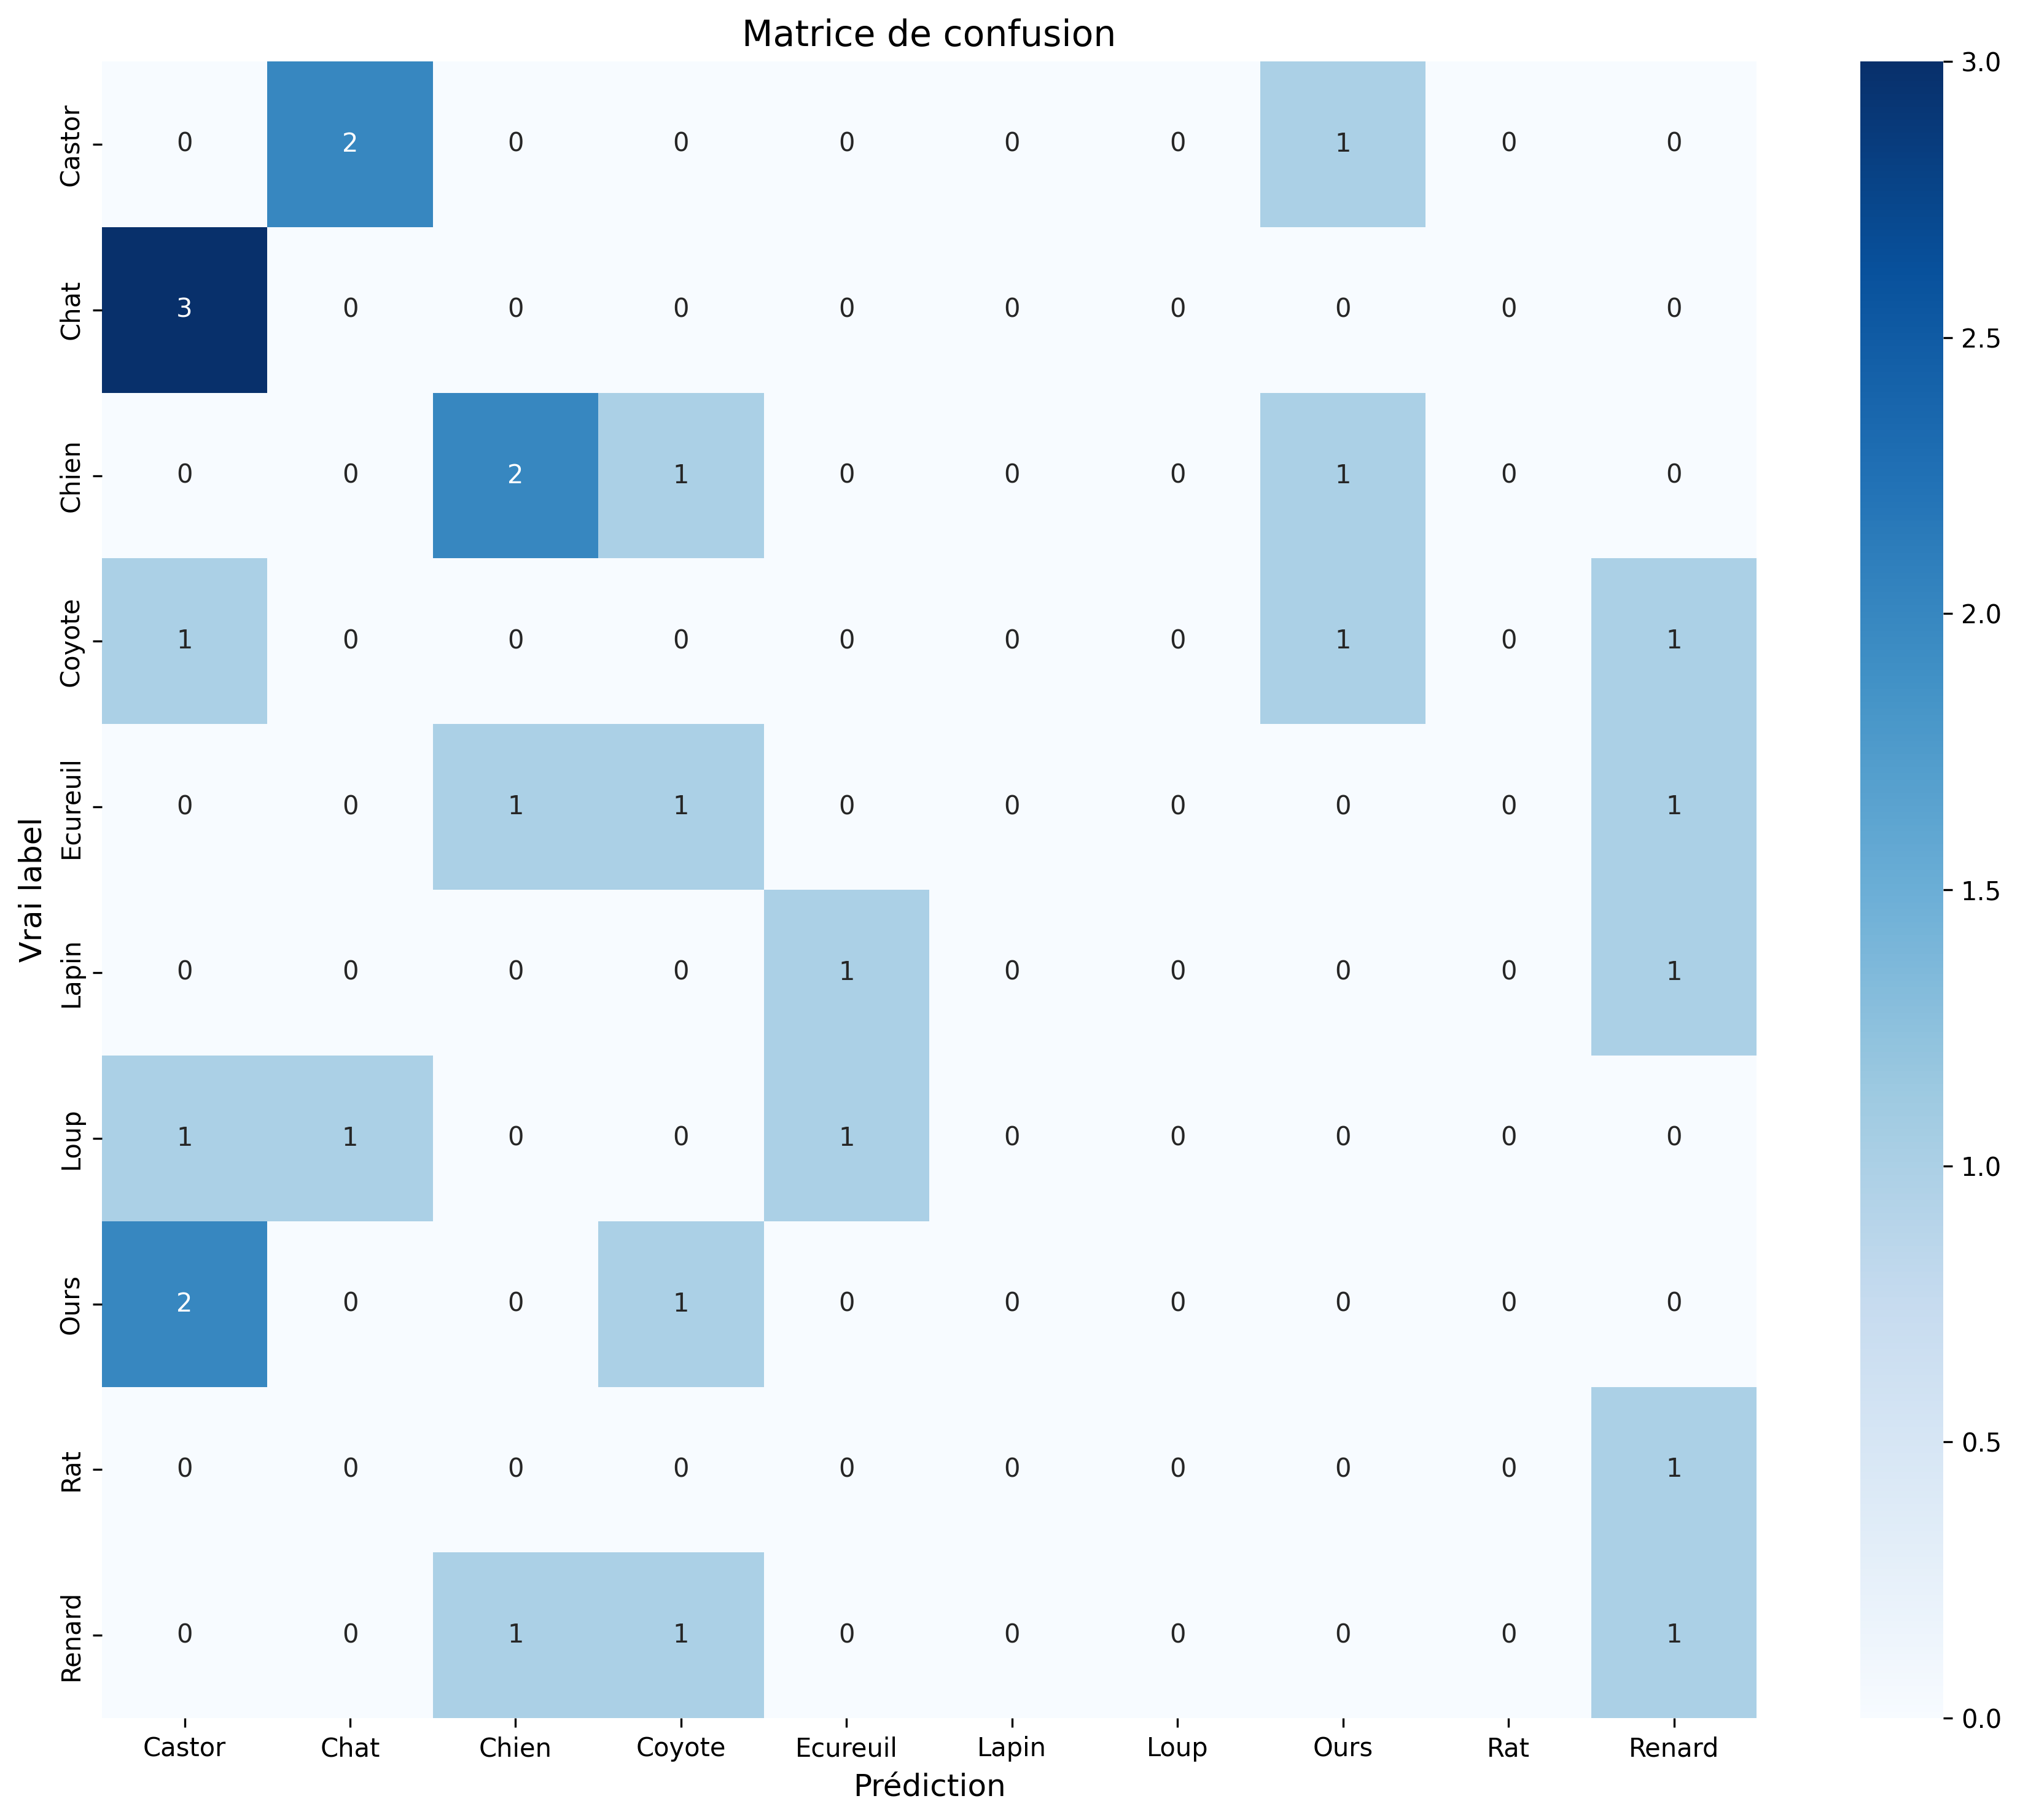 Matrice de confusion
Castor 0 2 0 0 0 0 0 1 0 0
Chat 3 0 0 0 0 0 0 0 0 0
Chien 0 0 2 1 0 0 0 1 0 0
Coyote 1 0 0 0 0 0 0 1 0 1
Ecureuil 0 0 1 1 0 0 0 0 0 1
Lapin 0 0 0 0 1 0 0 0 0 1
Loup 1 1 0 0 1 0 0 0 0 0
Ours 2 0 0 1 0 0 0 0 0 0
Rat 0 0 0 0 0 0 0 0 0 1
Renard 0 0 1 1 0 0 0 0 0 1
Castor Chat Chien Coyote Ecureuil Lapin Loup Ours Rat Renard
Prédiction
Vrai label
3.0
2.5
2.0
1.5
1.0
0.5
0.0